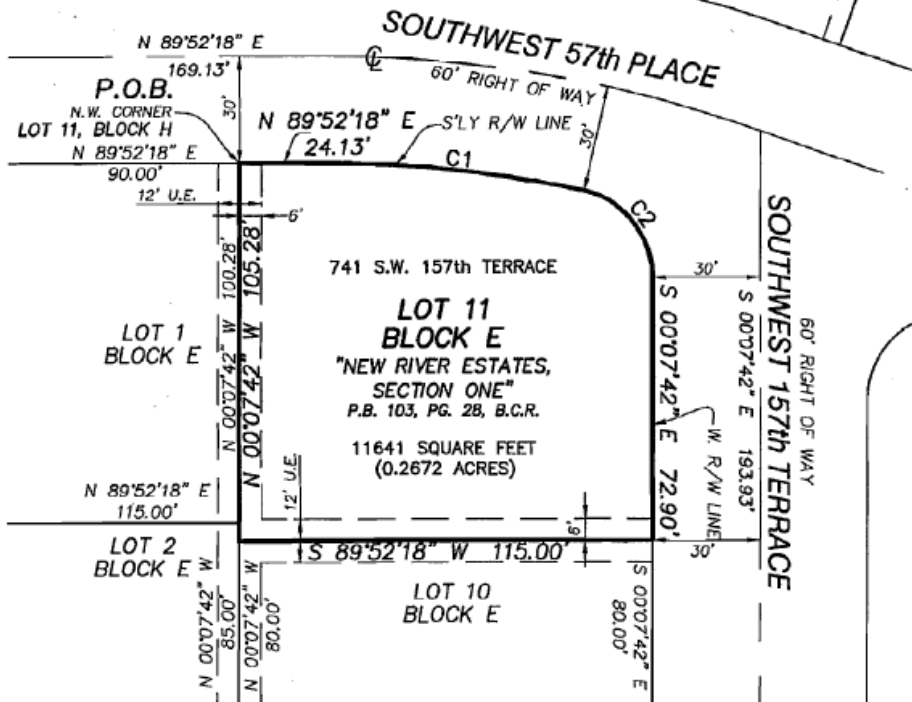 SOUTHWEST 57th PLACE
60' RIGHT OF WAY
N 89°52'18" E
169.13'
℄
30'
P.O.B.
N.W. CORNER
LOT 11, BLOCK H
N 89°52'18" E
90.00'
12' U.E.
6'
N 89°52'18" E
24.13'
S'LY R/W LINE
C1
30'
C2
741 S.W. 157th TERRACE
LOT 11
BLOCK E
"NEW RIVER ESTATES,
SECTION ONE"
P.B. 103, PG. 28, B.C.R.
11641 SQUARE FEET
(0.2672 ACRES)
N 00°07'42" W 100.28'
N 00°07'42" W 105.28'
LOT 1
BLOCK E
N 89°52'18" E
115.00'
LOT 2
BLOCK E
12' U.E.
6'
S 89°52'18" W 115.00'
LOT 10
BLOCK E
N 00°07'42" W
85.00'
N 00°07'42" W
80.00'
S 00°07'42" E
80.00'
S 00°07'42" E 72.90'
W. R/W LINE
30'
30'
S 00°07'42" E 193.93'
SOUTHWEST 157th TERRACE
60' RIGHT OF WAY